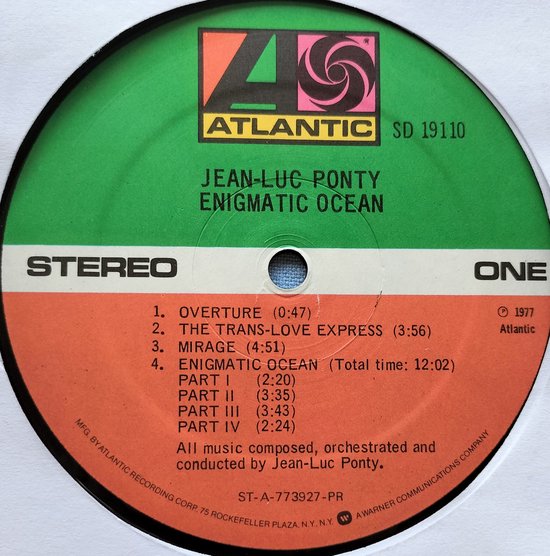 ATLANTIC
SD 19110
JEAN-LUC PONTY
ENIGMATIC OCEAN
STEREO
ONE
1. OVERTURE (0:47)
2. THE TRANS-LOVE EXPRESS (3:56)
3. MIRAGE (4:51)
4. ENIGMATIC OCEAN (Total time: 12:02)
PART I (2:20)
PART II (3:35)
PART III (3:43)
PART IV (2:24)
℗ 1977
Atlantic
All music composed, orchestrated and
conducted by Jean-Luc Ponty.
ST-A-773927-PR
MFG. BY ATLANTIC RECORDING CORP. 75 ROCKEFELLER PLAZA, N.Y., N.Y. A WARNER COMMUNICATIONS COMPANY